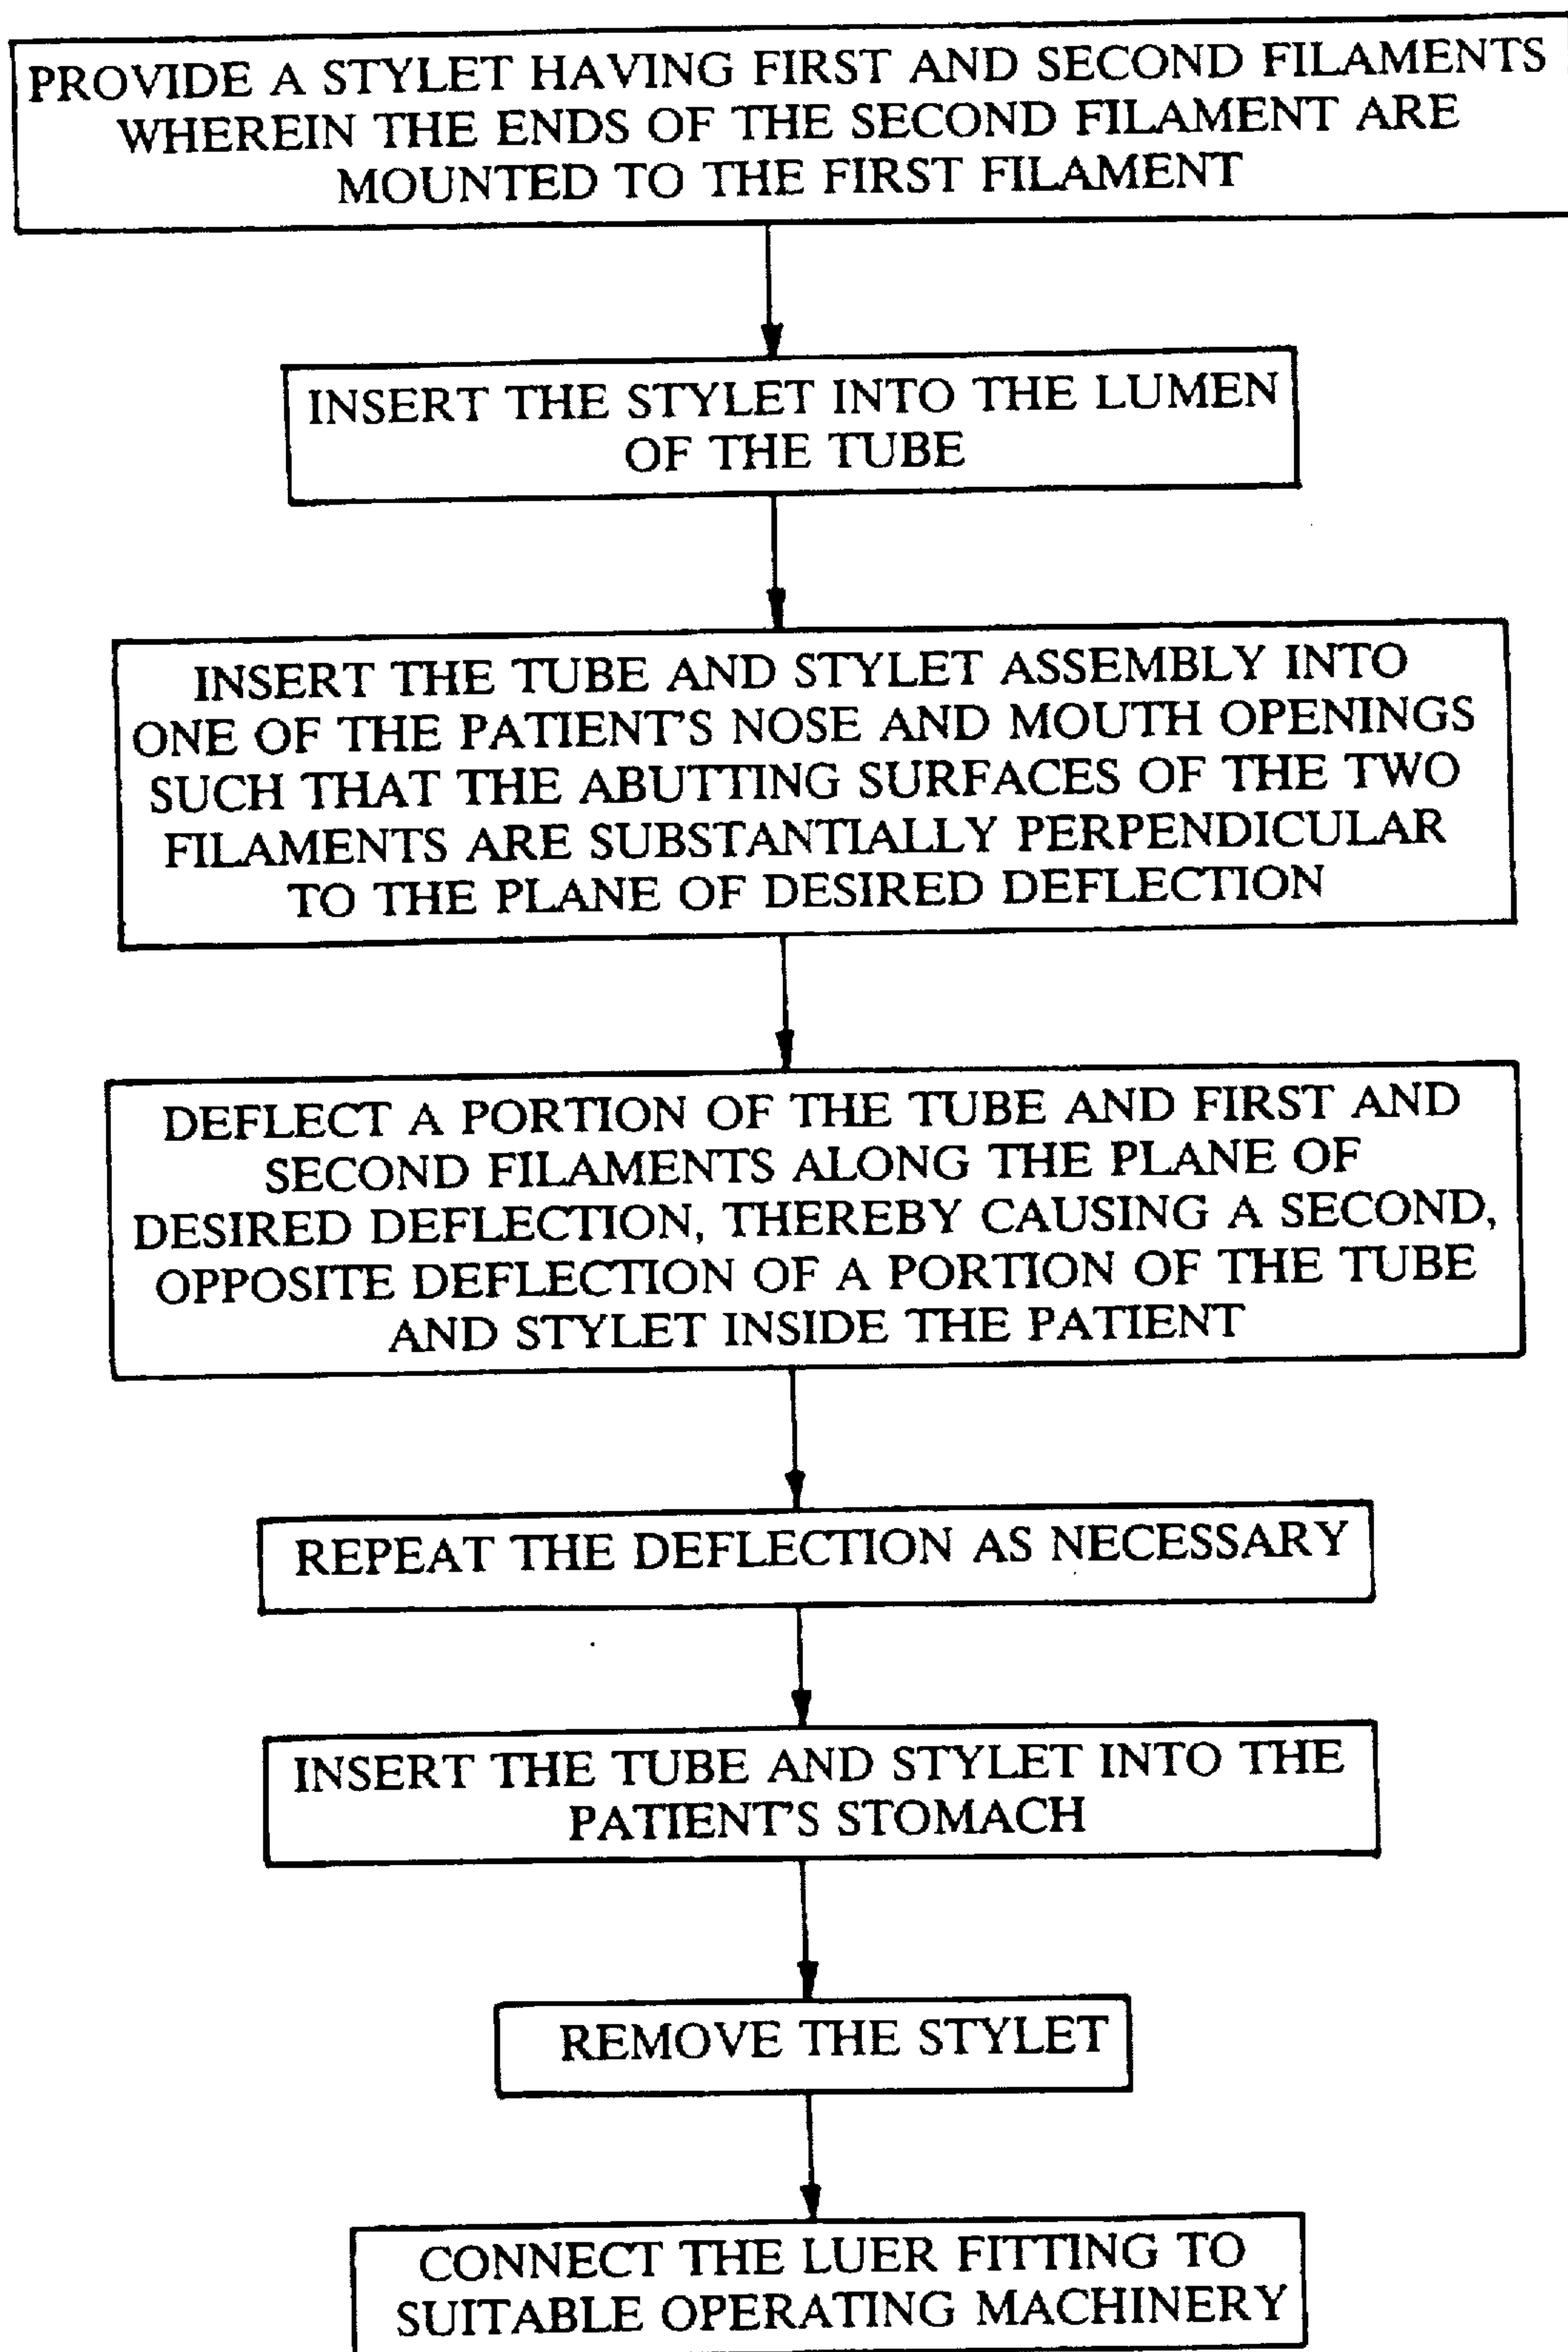 PROVIDE A STYLET HAVING FIRST AND SECOND FILAMENTS
WHEREIN THE ENDS OF THE SECOND FILAMENT ARE
MOUNTED TO THE FIRST FILAMENT
INSERT THE STYLET INTO THE LUMEN
OF THE TUBE
INSERT THE TUBE AND STYLET ASSEMBLY INTO
ONE OF THE PATIENT'S NOSE AND MOUTH OPENINGS
SUCH THAT THE ABUTTING SURFACES OF THE TWO
FILAMENTS ARE SUBSTANTIALLY PERPENDICULAR
TO THE PLANE OF DESIRED DEFLECTION
DEFLECT A PORTION OF THE TUBE AND FIRST AND
SECOND FILAMENTS ALONG THE PLANE OF
DESIRED DEFLECTION, THEREBY CAUSING A SECOND,
OPPOSITE DEFLECTION OF A PORTION OF THE TUBE
AND STYLET INSIDE THE PATIENT
REPEAT THE DEFLECTION AS NECESSARY
INSERT THE TUBE AND STYLET INTO THE
PATIENT'S STOMACH
REMOVE THE STYLET
CONNECT THE LUER FITTING TO
SUITABLE OPERATING MACHINERY